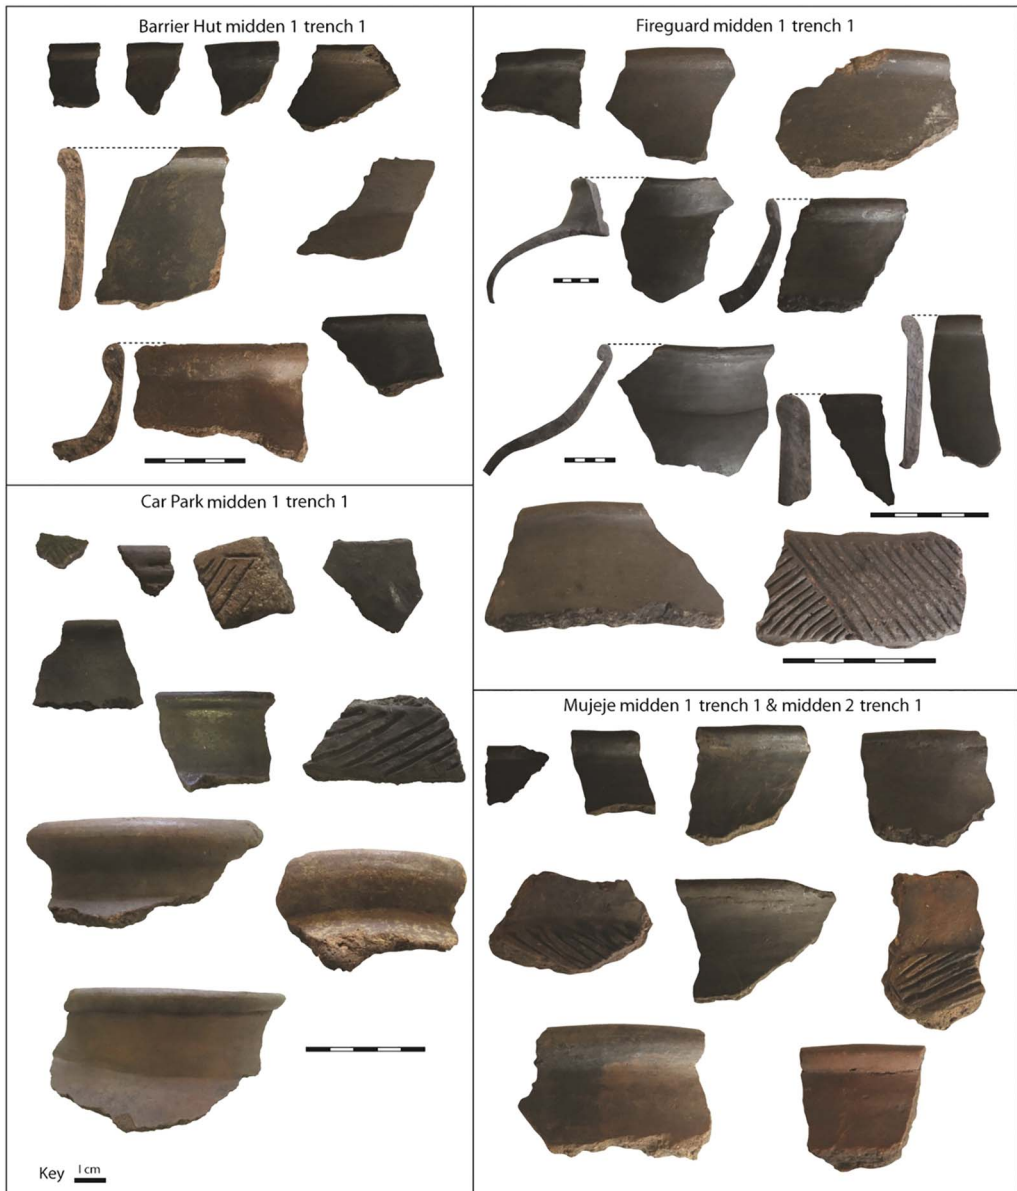 Barrier Hut midden 1 trench 1
Fireguard midden 1 trench 1
Car Park midden 1 trench 1
Mujeje midden 1 trench 1 & midden 2 trench 1
Key 1 cm